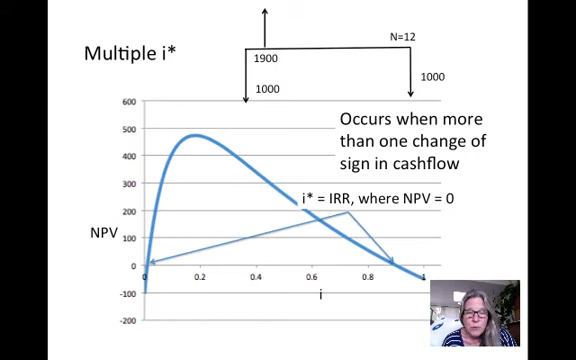 Multiple i*
N=12
1900
1000
1000
Occurs when more
than one change of
sign in cashflow
i* = IRR, where NPV = 0
NPV
600
500
400
300
200
100
0
-100
-200
0
0.2
0.4
0.6
0.8
1
i